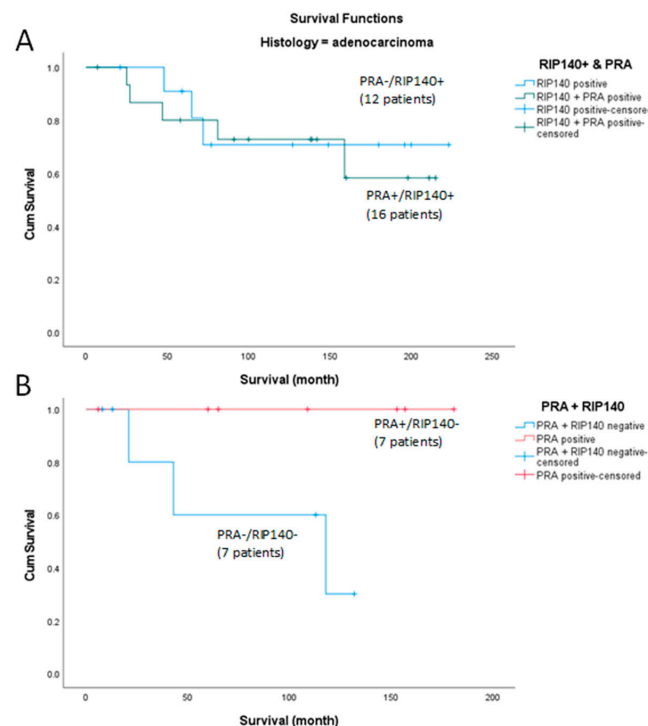 A
Survival Functions
Histology = adenocarcinoma
RIP140+ & PRA
RIP140 positive
RIP140 + PRA positive
RIP140 positive-censored
RIP140 + PRA positive-
censored
PRA-/RIP140+
(12 patients)
PRA+/RIP140+
(16 patients)
Cum Survival
1.0
0.8
0.6
0.4
0.2
0.0
0
50
100
150
200
250
Survival (month)
B
PRA + RIP140
PRA + RIP140 negative
PRA positive
PRA + RIP140 negative-
censored
PRA positive-censored
PRA+/RIP140-
(7 patients)
PRA-/RIP140-
(7 patients)
Cum Survival
1.0
0.8
0.6
0.4
0.2
0.0
0
50
100
150
200
Survival (month)